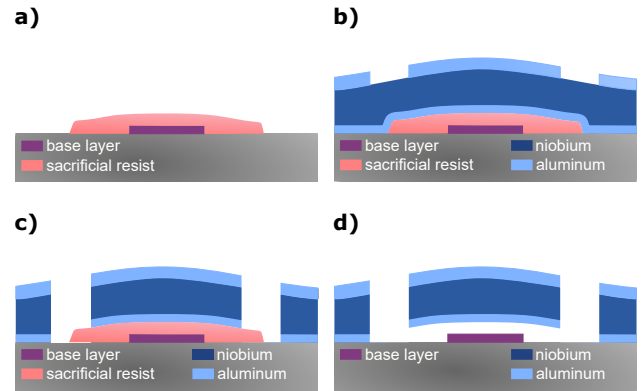 a)
base layer
sacrificial resist
b)
base layer niobium
sacrificial resist aluminum
c)
base layer niobium
sacrificial resist aluminum
d)
base layer niobium
aluminum